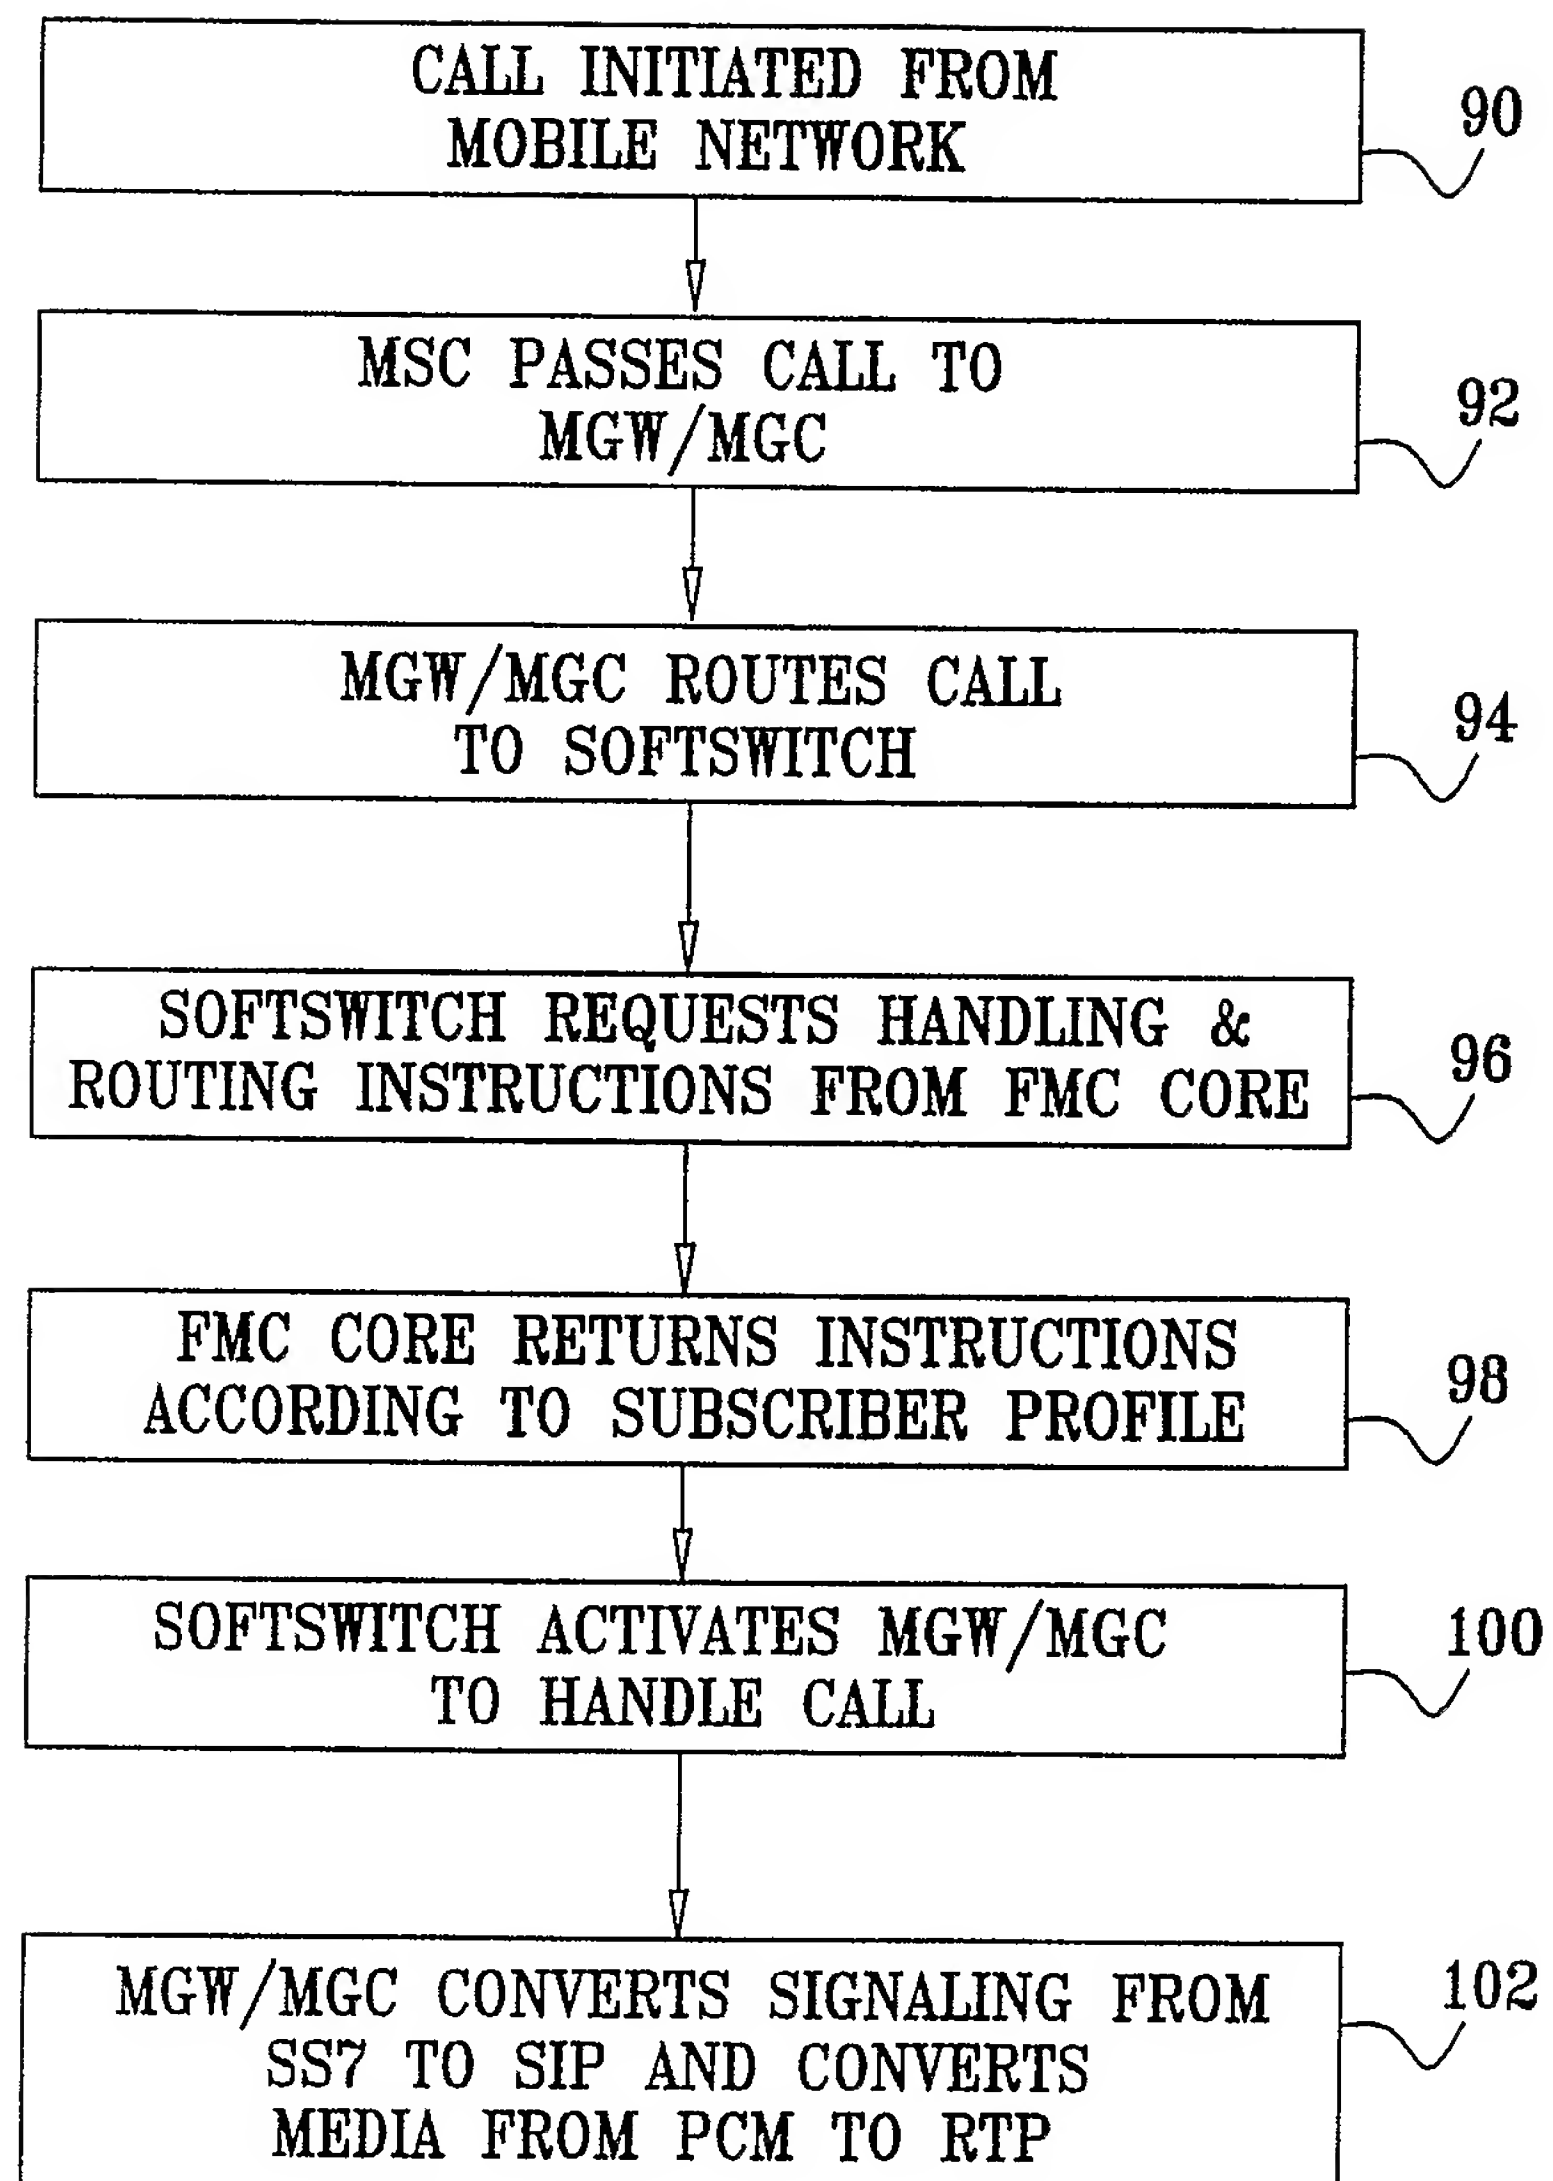 CALL INITIATED FROM
MOBILE NETWORK
90
MSC PASSES CALL TO
MGW/MGC
92
MGW/MGC ROUTES CALL
TO SOFTSWITCH
94
SOFTSWITCH REQUESTS HANDLING &
ROUTING INSTRUCTIONS FROM FMC CORE
96
FMC CORE RETURNS INSTRUCTIONS
ACCORDING TO SUBSCRIBER PROFILE
98
SOFTSWITCH ACTIVATES MGW/MGC
TO HANDLE CALL
100
MGW/MGC CONVERTS SIGNALING FROM
SS7 TO SIP AND CONVERTS
MEDIA FROM PCM TO RTP
102